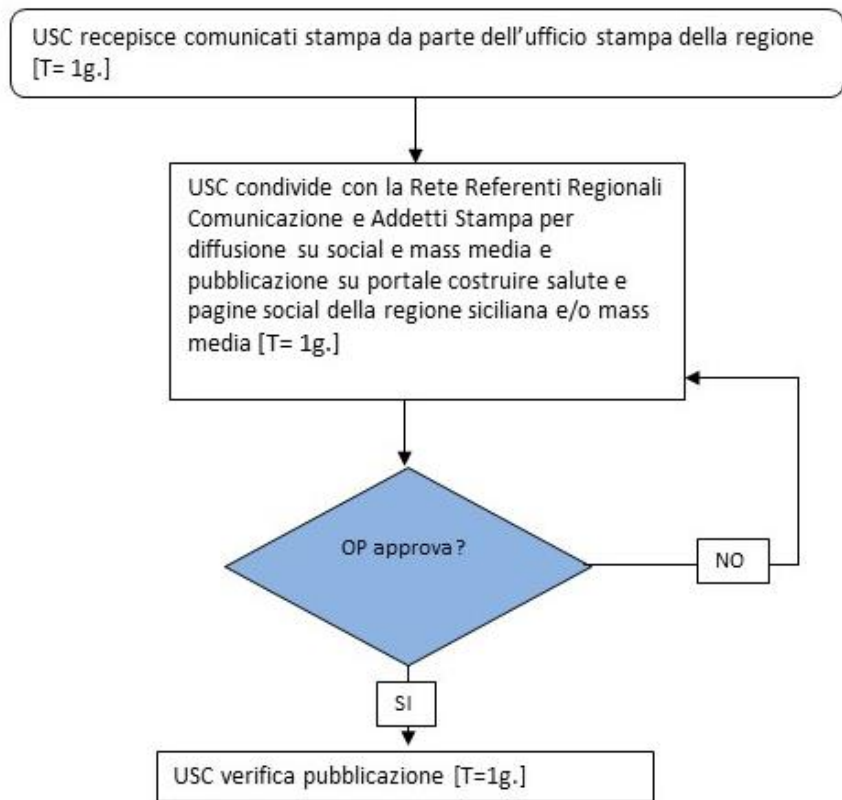 USC recepisce comunicati stampa da parte dell'ufficio stampa della regione
[T= 1g.]
USC condivide con la Rete Referenti Regionali
Comunicazione e Addetti Stampa per
diffusione su social e mass media e
pubblicazione su portale costruire salute e
pagine social della regione siciliana e/o mass
media [T= 1g.]
OP approva?
NO
SI
USC verifica pubblicazione [T=1g.]